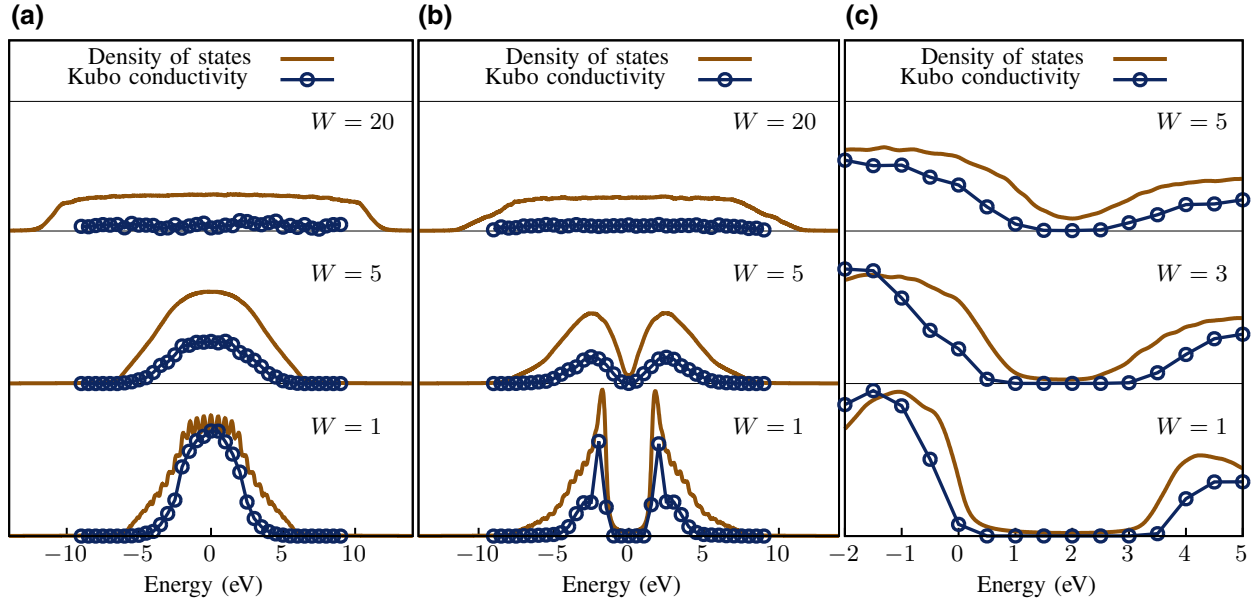 (a)
Density of states
Kubo conductivity
W = 20
W = 5
W = 1
−10 −5 0 5 10
Energy (eV)
(b)
Density of states
Kubo conductivity
W = 20
W = 5
W = 1
−10 −5 0 5 10
Energy (eV)
(c)
Density of states
Kubo conductivity
W = 5
W = 3
W = 1
−2 −1 0 1 2 3 4 5
Energy (eV)